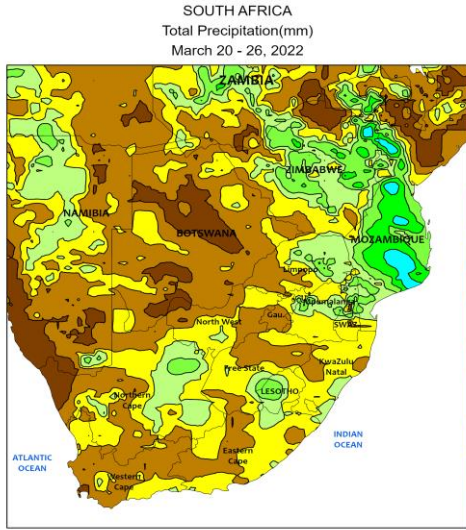 SOUTH AFRICA
Total Precipitation(mm)
March 20 - 26, 2022
ZAMBIA
ZIMBABWE
NAMIBIA
BOTSWANA
MOZAMBIQUE
Limpopo
Mpumalanga
North West
Gau.
SWAZ
Free State
KwaZulu
Natal
LESOTHO
Northern
Cape
INDIAN
OCEAN
ATLANTIC
OCEAN
Eastern
Cape
Western
Cape